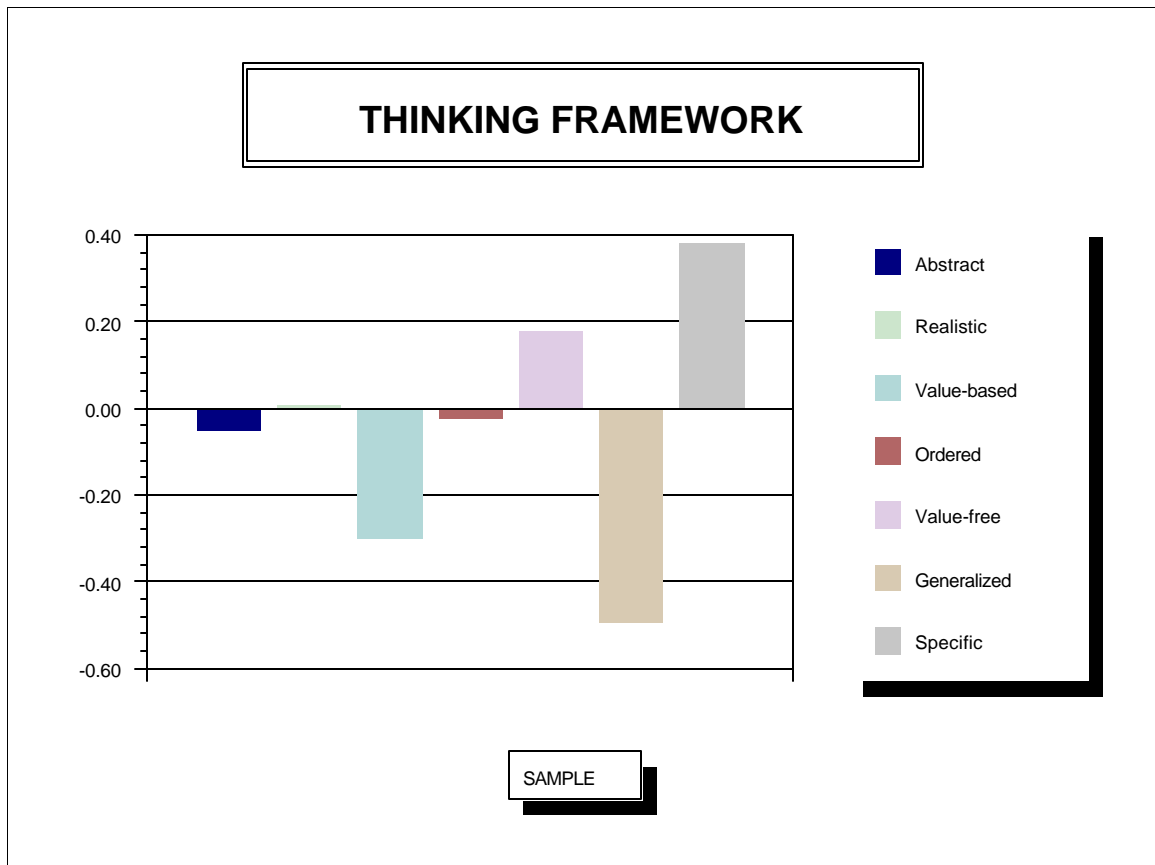 THINKING FRAMEWORK
0.40
0.20
0.00
-0.20
-0.40
-0.60
Abstract
Realistic
Value-based
Ordered
Value-free
Generalized
Specific
SAMPLE